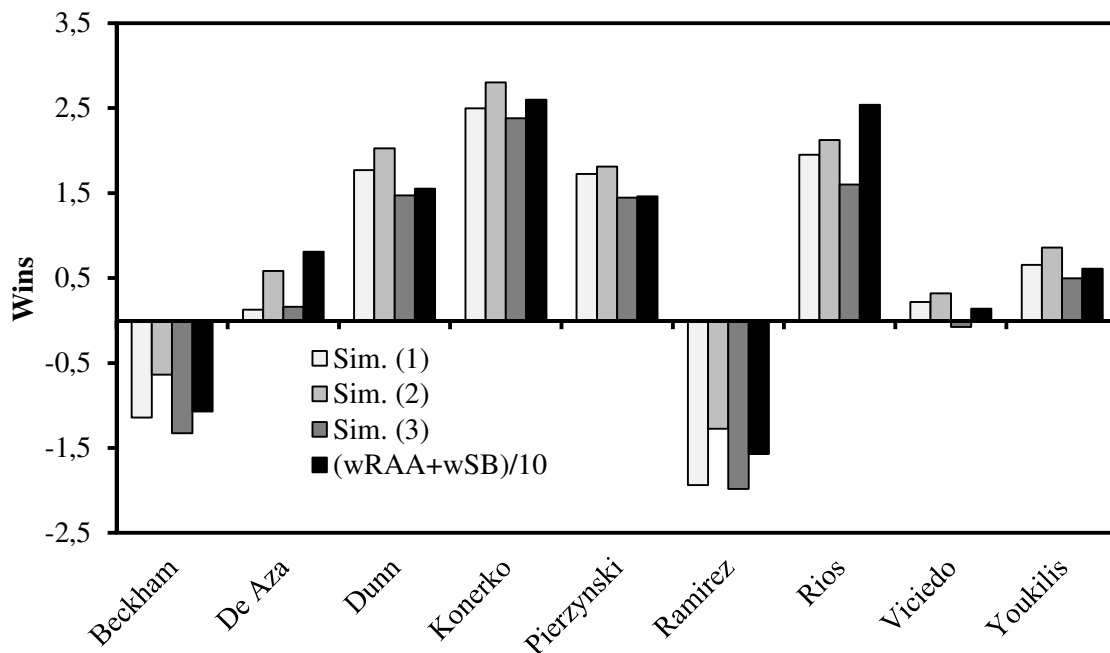 3,5
2,5
1,5
0,5
-0,5
-1,5
-2,5
Wins
Sim. (1)
Sim. (2)
Sim. (3)
(wRAA+wSB)/10
Beckham
De Aza
Dunn
Konerko
Pierzynski
Ramirez
Rios
Viciedo
Youkilis